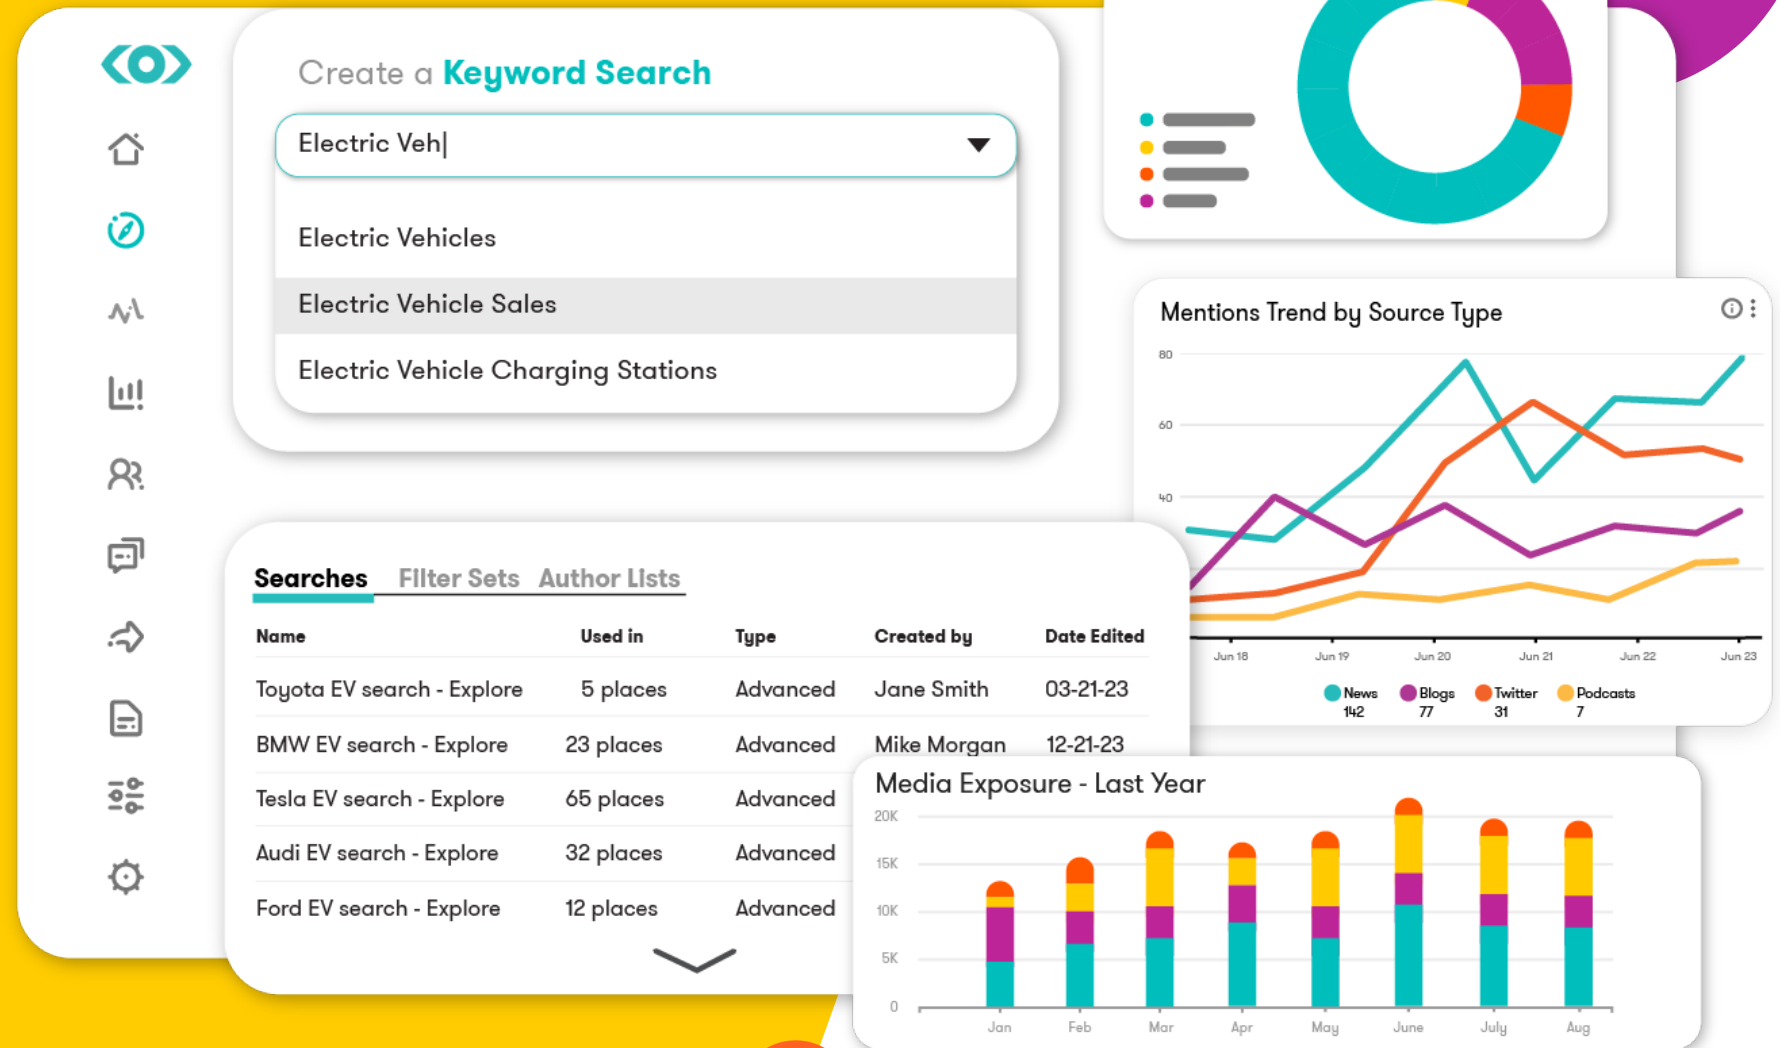 Create a Keyword Search
Electric Veh
Electric Vehicles
Electric Vehicle Sales
Electric Vehicle Charging Stations
Mentions Trend by Source Type
80
60
40
Jun 18 Jun 19 Jun 20 Jun 21 Jun 22 Jun 23
News Blogs Twitter Podcasts
142 77 31 7
Searches Filter Sets Author Lists
Name Used in Type Created by Date Edited
Toyota EV search - Explore 5 places Advanced Jane Smith 03-21-23
BMW EV search - Explore 23 places Advanced Mike Morgan 12-21-23
Tesla EV search - Explore 65 places Advanced
Audi EV search - Explore 32 places Advanced
Ford EV search - Explore 12 places Advanced
Media Exposure - Last Year
20K
15K
10K
5K
0
Jan Feb Mar Apr May June July Aug